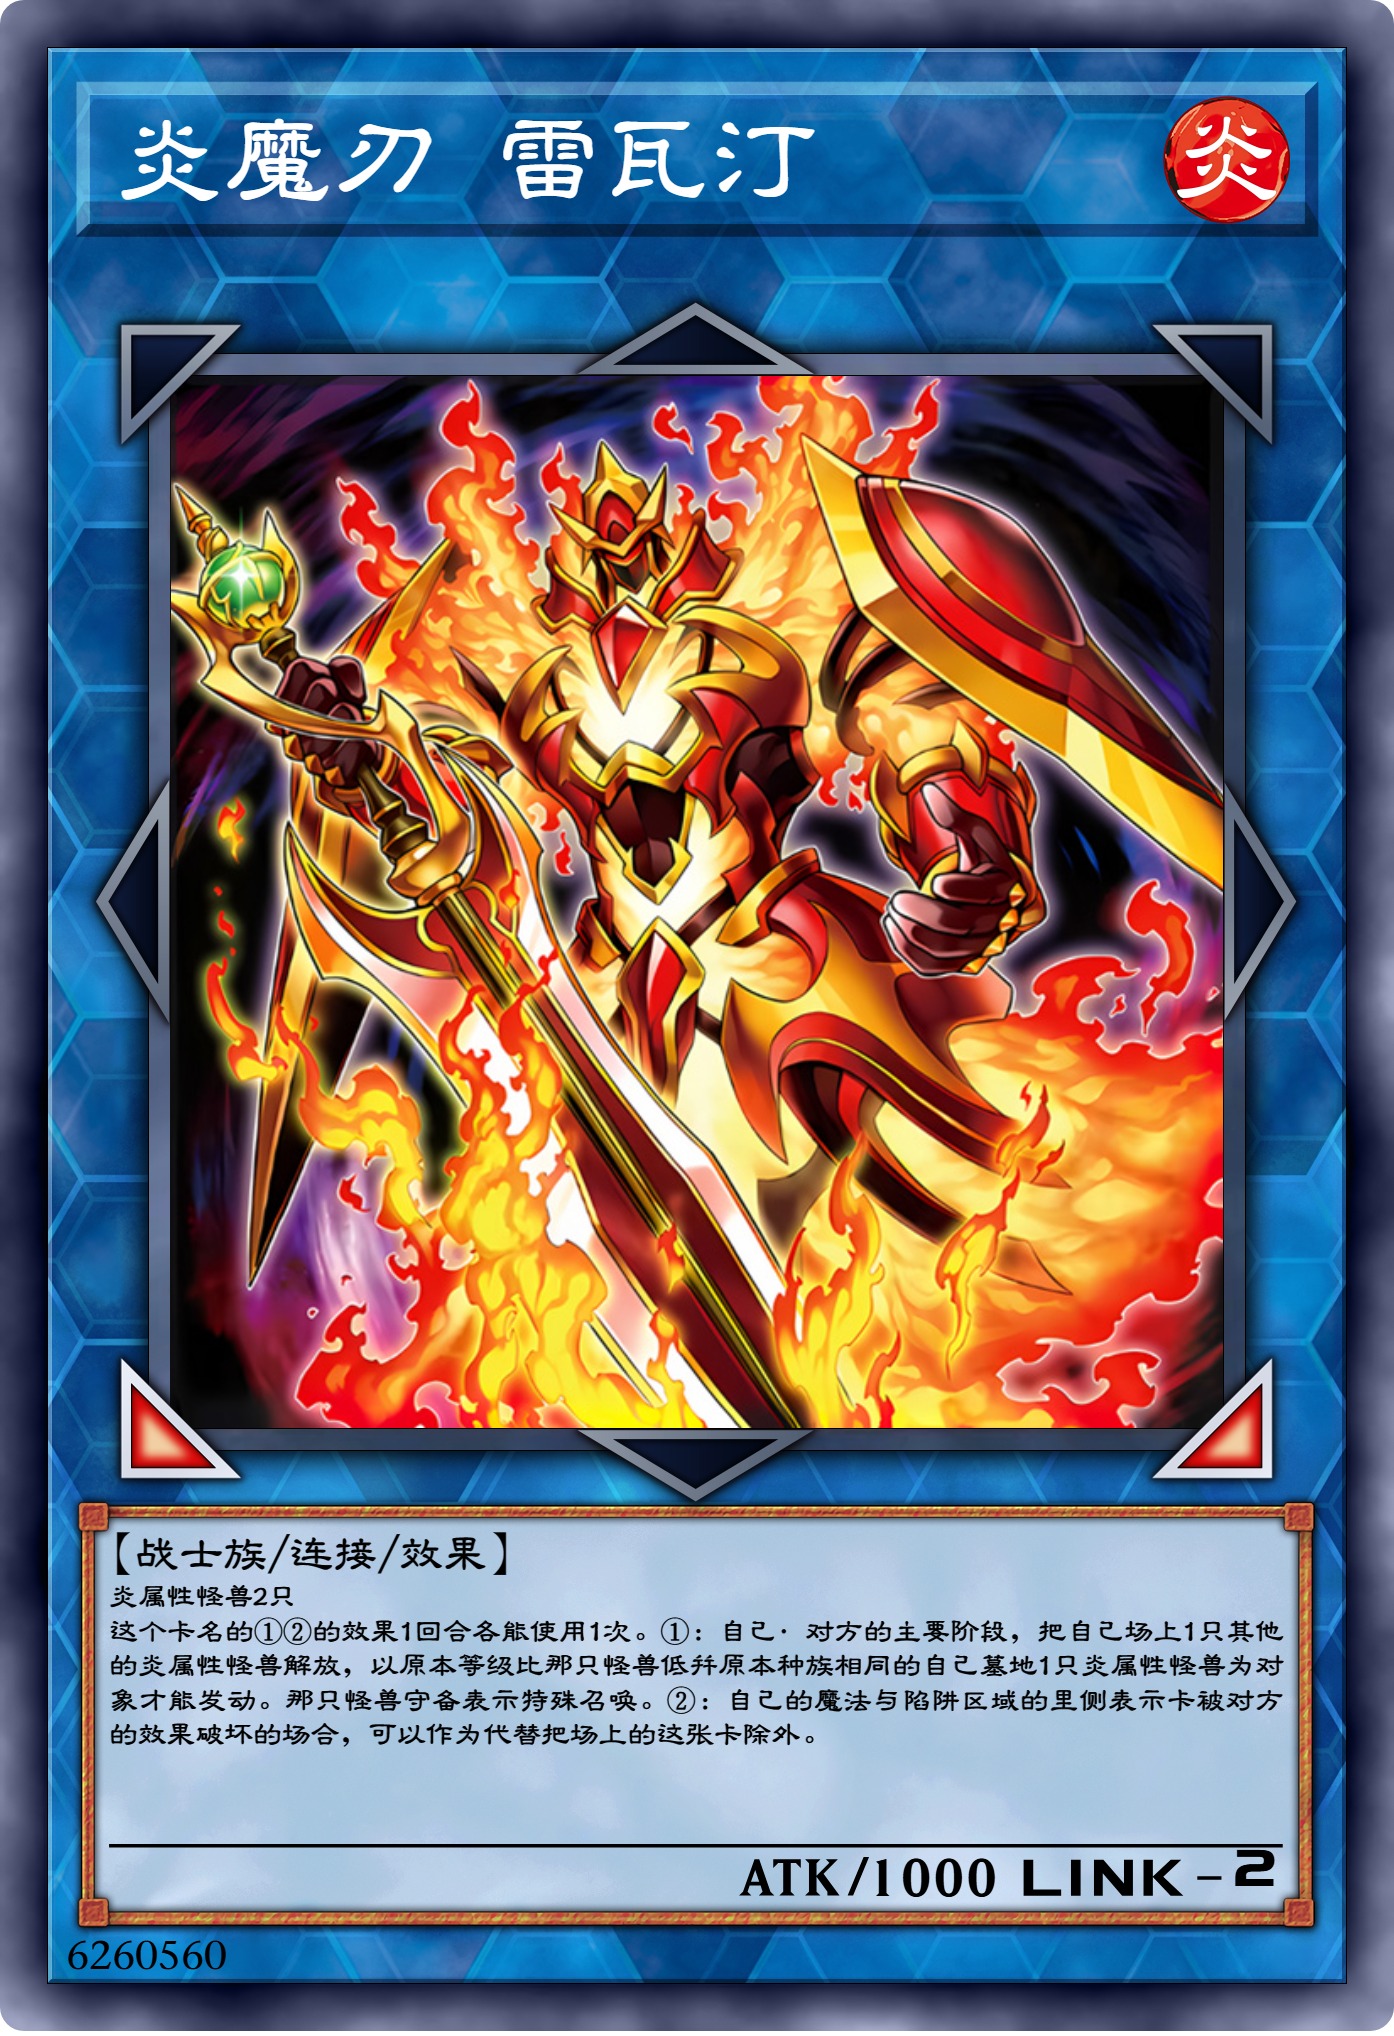 炎魔刃 雷瓦汀
炎
【战士族/连接/效果】
炎属性怪兽2只
这个卡名的①②的效果1回合各能使用1次。①：自己·对方的主要阶段，把自己场上1只其他
的炎属性怪兽解放，以原本等级比那只怪兽低并原本种族相同的自己墓地1只炎属性怪兽为对
象才能发动。那只怪兽守备表示特殊召唤。②：自己的魔法与陷阱区域的里侧表示卡被对方
的效果破坏的场合，可以作为代替把场上的这张卡除外。
ATK/1000 LINK-2
6260560